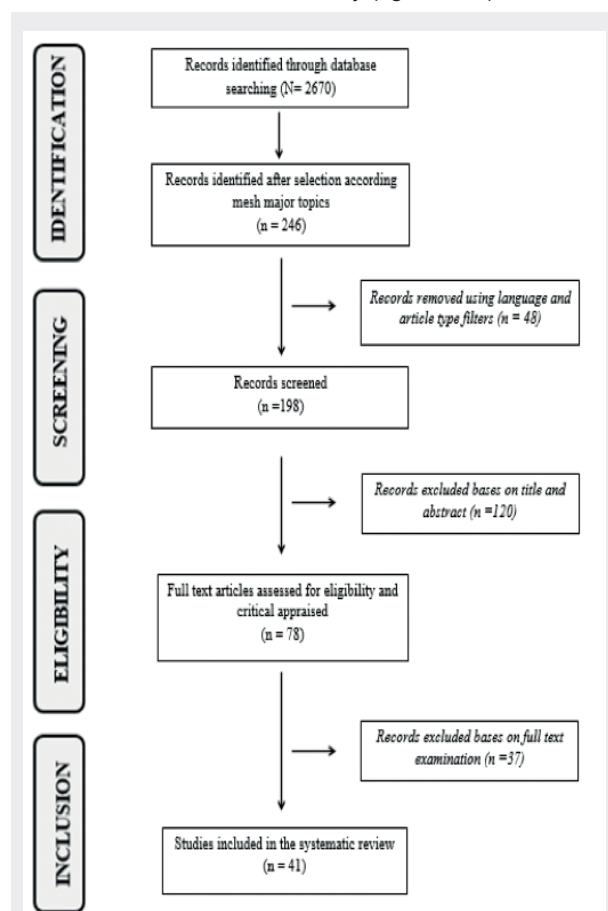 IDENTIFICATION
Records identified through database
searching (N= 2670)
Records identified after selection according
mesh major topics
(n = 246)
SCREENING
Records removed using language and
article type filters (n = 48)
Records screened
(n =198)
Records excluded bases on title and
abstract (n =120)
ELIGIBILITY
Full text articles assessed for eligibility and
critical appraised
(n = 78)
INCLUSION
Records excluded bases on full text
examination (n =37)
Studies included in the systematic review
(n = 41)